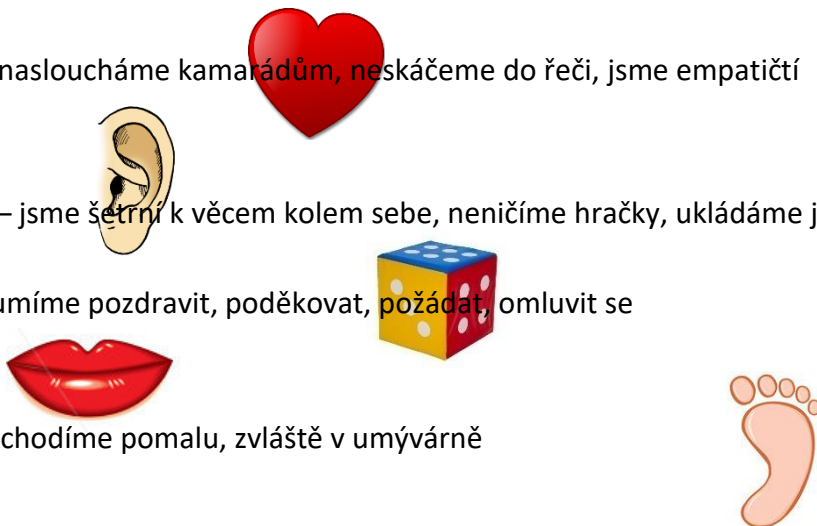 nasloucháme kamarádům, neskáčeme do řeči, jsme empatičtí
– jsme šetrní k věcem kolem sebe, neničíme hračky, ukládáme j
umíme pozdravit, poděkovat, požádat, omluvit se
chodíme pomalu, zvláště v umývárně